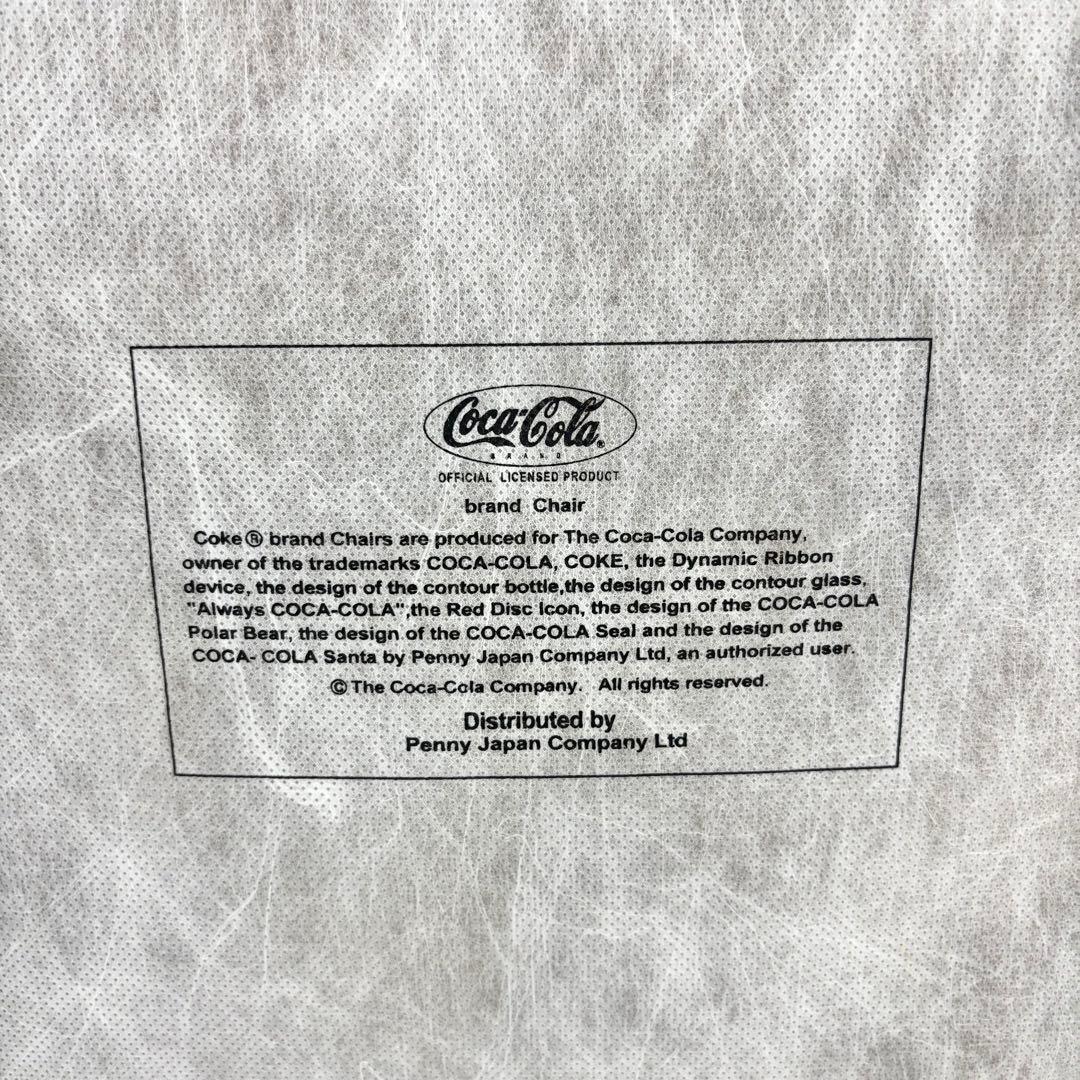 Coca-Cola®
BRAND
OFFICIAL LICENSED PRODUCT
brand Chair
Coke® brand Chairs are produced for The Coca-Cola Company,
owner of the trademarks COCA-COLA, COKE, the Dynamic Ribbon
device, the design of the contour bottle,the design of the contour glass,
"Always COCA-COLA",the Red Disc Icon, the design of the COCA-COLA
Polar Bear, the design of the COCA-COLA Seal and the design of the
COCA- COLA Santa by Penny Japan Company Ltd, an authorized user.
© The Coca-Cola Company. All rights reserved.
Distributed by
Penny Japan Company Ltd